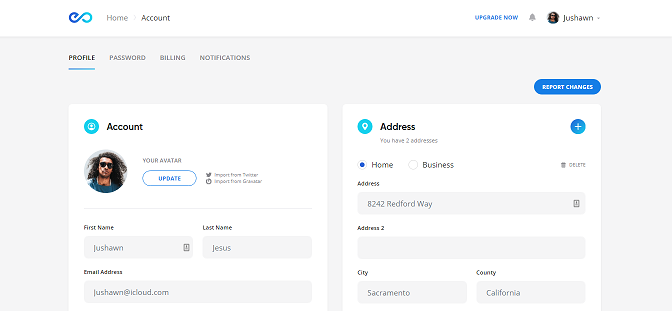 Home Account
UPGRADE NOW Jushawn
PROFILE PASSWORD BILLING NOTIFICATIONS
REPORT CHANGES
Account
YOUR AVATAR
UPDATE
Import from Twitter
Import from Gravatar
First Name Last Name
Jushawn Jesus
Email Address
Jushawn@icloud.com
Address
You have 2 addresses
Home Business DELETE
Address
8242 Redford Way
Address 2
City County
Sacramento California